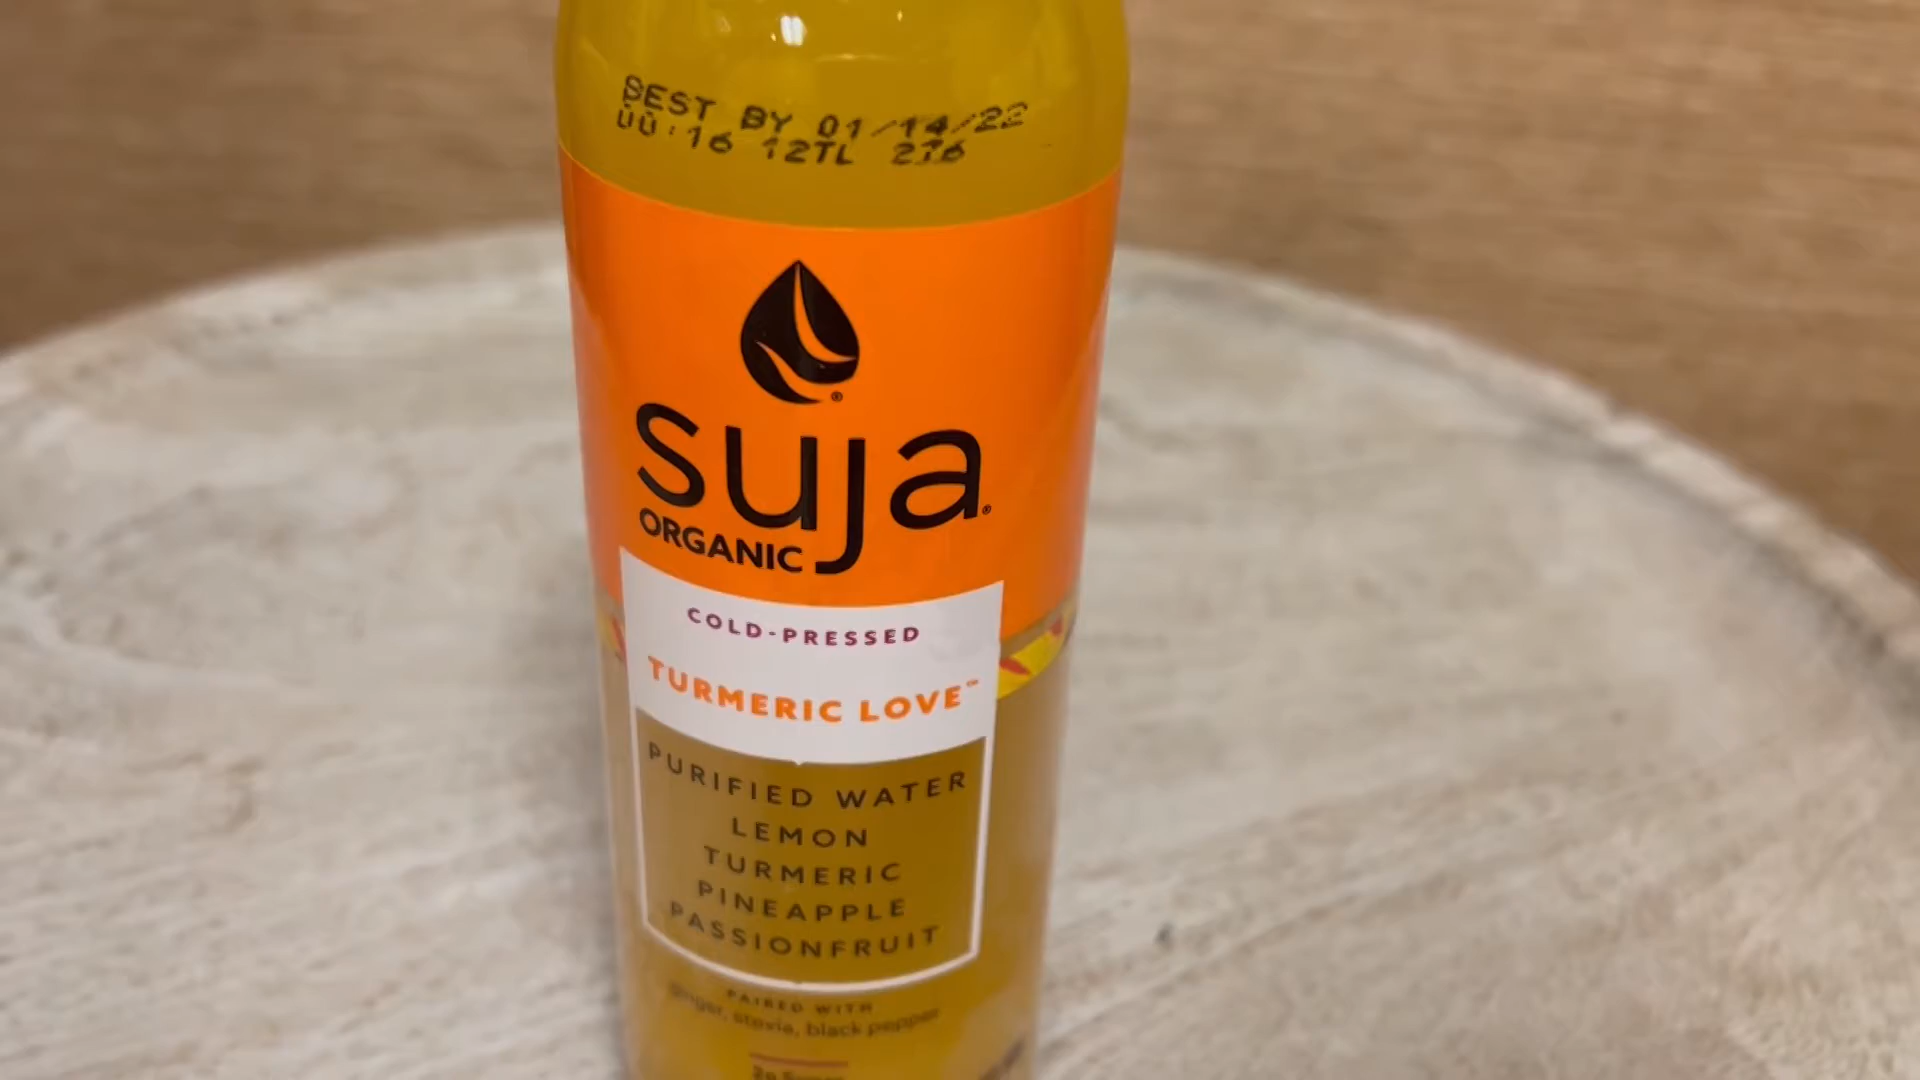 BEST BY 01/14/22
00:16 12TL 216
suja®
ORGANIC
COLD-PRESSED
TURMERIC LOVE™
PURIFIED WATER
LEMON
TURMERIC
PINEAPPLE
PASSIONFRUIT
PAIRED WITH
ginger, stevia, black pepper